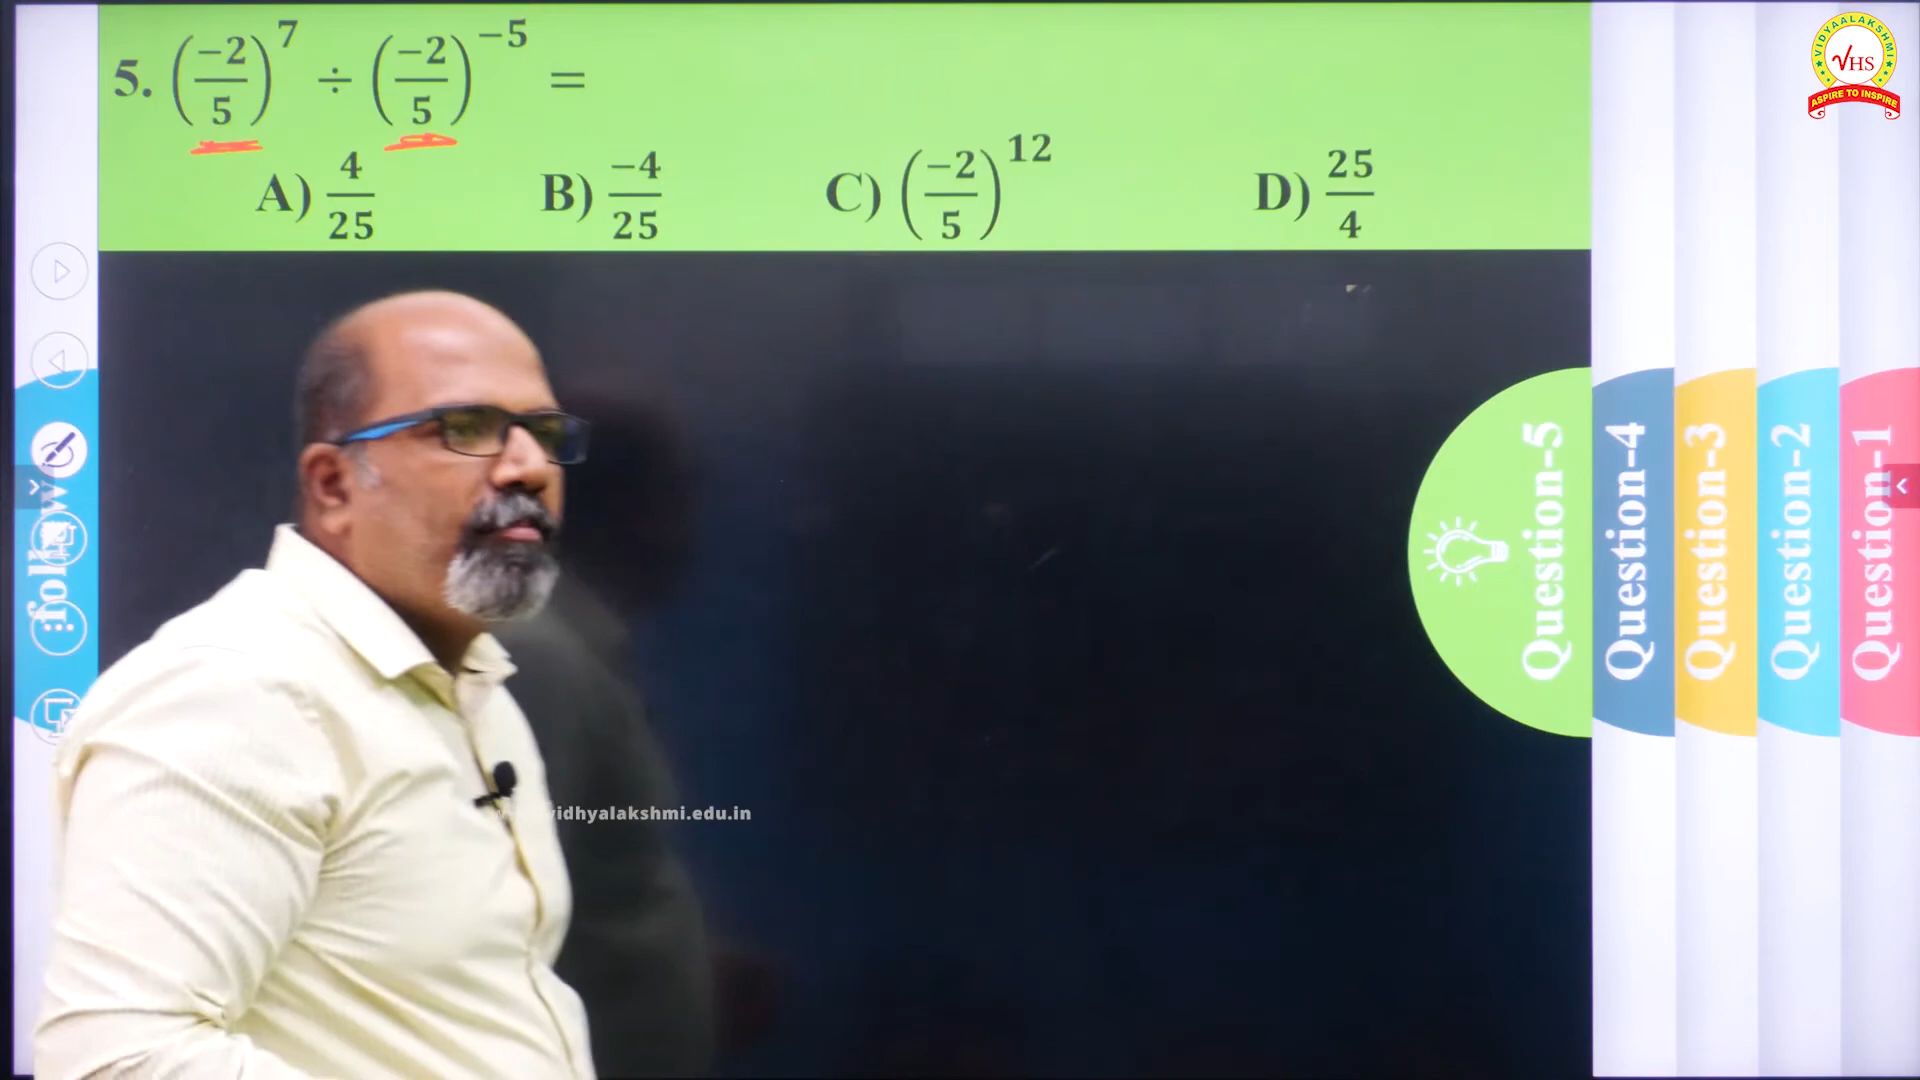 VIDYAALAKSHMI
VHS
ASPIRE TO INSPIRE
5. (−2/5)^7 ÷ (−2/5)^−5 =
A) 4/25 B) −4/25 C) (−2/5)^12 D) 25/4
Question-5
Question-4
Question-3
Question-2
Question-1
vidhyalakshmi.edu.in